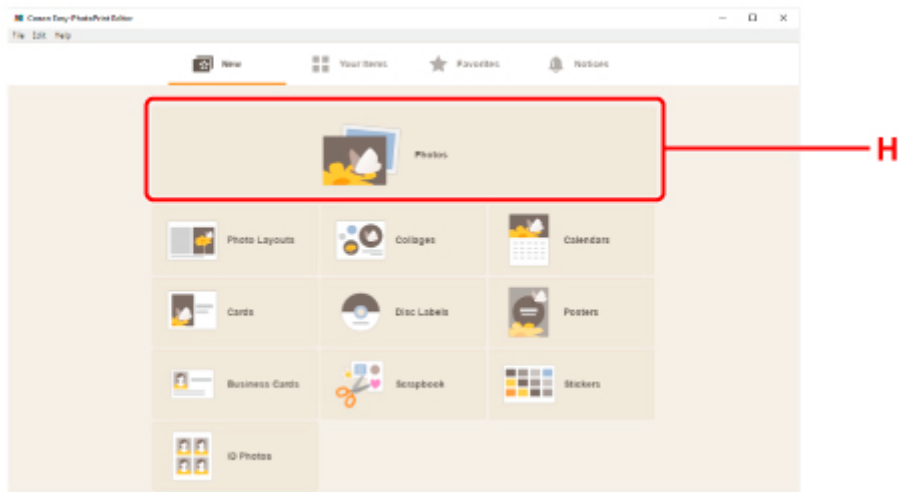 Canon Easy-PhotoPrint Editor
File Edit Help
New Your Items Favorites Notices
Photos
H
Photo Layouts Collages Calendars
Cards Disc Labels Posters
Business Cards Scrapbook Stickers
ID Photos